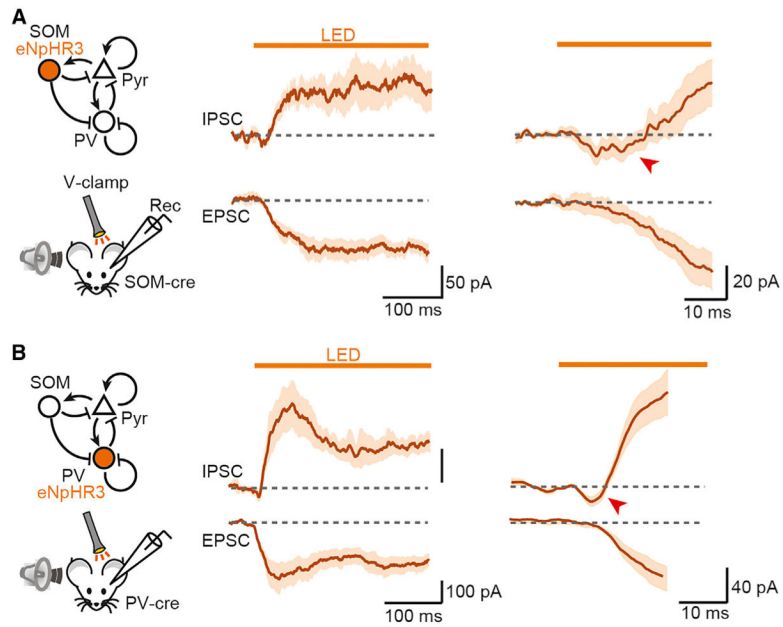 A
SOM
eNpHR3
Pyr
PV
V-clamp
Rec
SOM-cre
LED
IPSC
EPSC
50 pA
100 ms
20 pA
10 ms
B
SOM
Pyr
PV
eNpHR3
PV-cre
LED
IPSC
EPSC
100 pA
100 ms
40 pA
10 ms